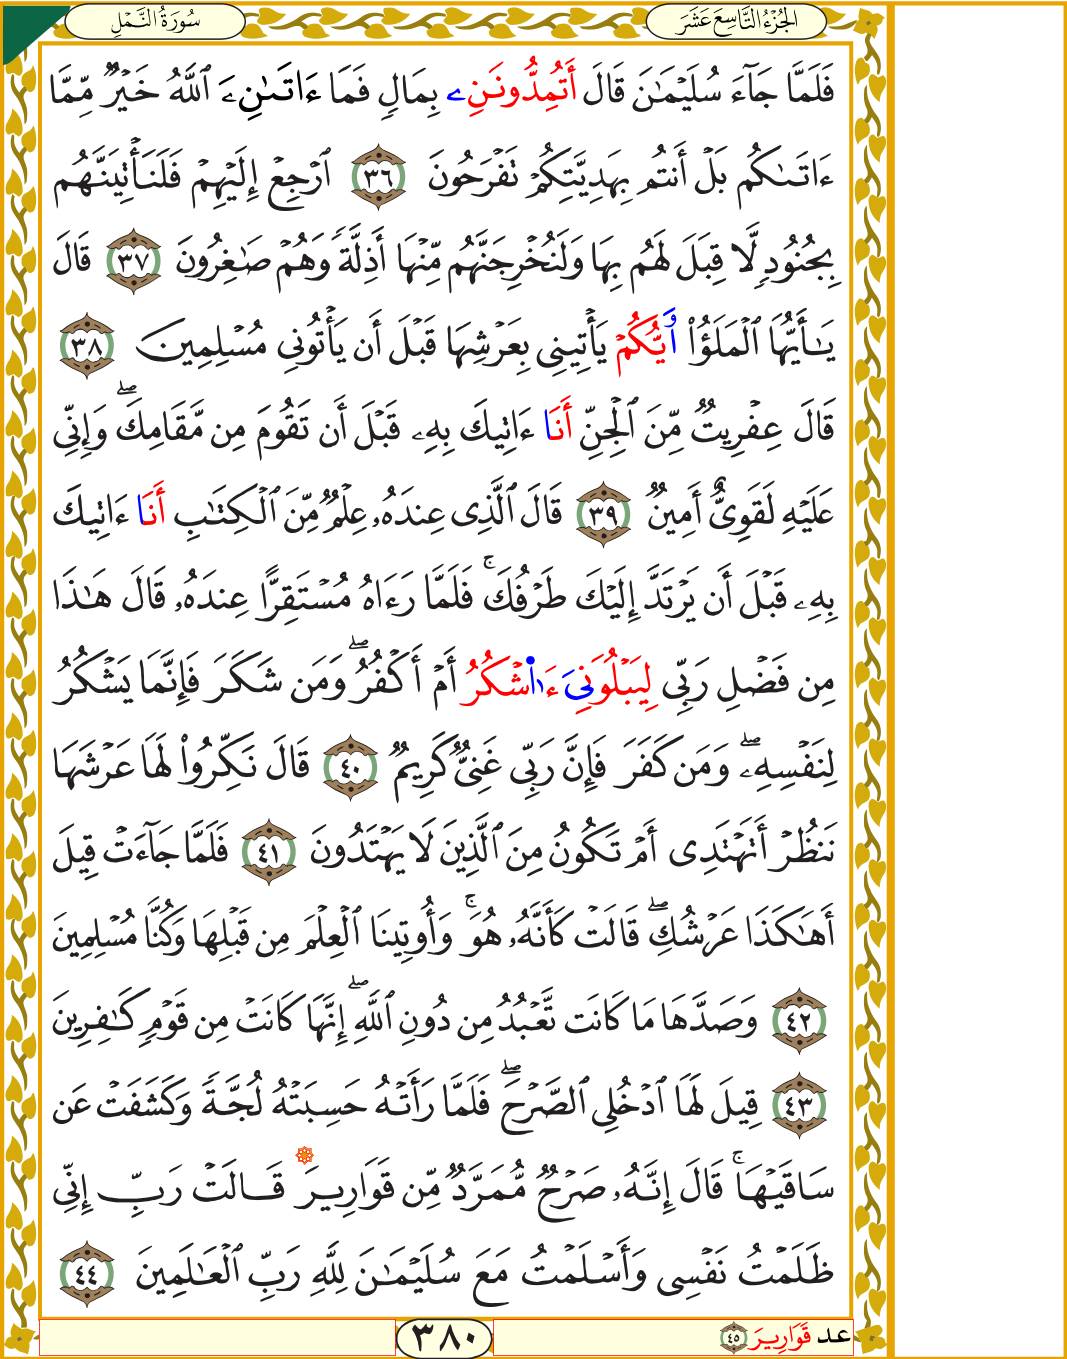 الجُزْءُ التَّاسِعَ عَشَرَ
سُورَةُ النَّمْلِ
فَلَمَّا جَآءَ سُلَيْمَٰنَ قَالَ أَتُمِدُّونَنِۦ بِمَالٍ فَمَآ ءَاتَىٰنِۦَ ٱللَّهُ خَيْرٌ مِّمَّآ
ءَاتَىٰكُم بَلْ أَنتُم بِهَدِيَّتِكُمْ تَفْرَحُونَ ٣٦ ٱرْجِعْ إِلَيْهِمْ فَلَنَأْتِيَنَّهُم
بِجُنُودٍ لَّا قِبَلَ لَهُم بِهَا وَلَنُخْرِجَنَّهُم مِّنْهَآ أَذِلَّةً وَهُمْ صَٰغِرُونَ ٣٧ قَالَ
يَٰٓأَيُّهَا ٱلْمَلَؤُا۟ أَيُّكُمْ يَأْتِينِى بِعَرْشِهَا قَبْلَ أَن يَأْتُونِى مُسْلِمِينَ ٣٨
قَالَ عِفْرِيتٌ مِّنَ ٱلْجِنِّ أَنَا ءَاتِيكَ بِهِۦ قَبْلَ أَن تَقُومَ مِن مَّقَامِكَۖ وَإِنِّى
عَلَيْهِ لَقَوِىٌّ أَمِينٌ ٣٩ قَالَ ٱلَّذِى عِندَهُۥ عِلْمٌ مِّنَ ٱلْكِتَٰبِ أَنَا ءَاتِيكَ
بِهِۦ قَبْلَ أَن يَرْتَدَّ إِلَيْكَ طَرْفُكَۚ فَلَمَّا رَءَاهُ مُسْتَقِرًّا عِندَهُۥ قَالَ هَٰذَا
مِن فَضْلِ رَبِّى لِيَبْلُوَنِىَ ءَا۬شْكُرُ أَمْ أَكْفُرُۖ وَمَن شَكَرَ فَإِنَّمَا يَشْكُرُ
لِنَفْسِهِۦۖ وَمَن كَفَرَ فَإِنَّ رَبِّى غَنِىٌّ كَرِيمٌ ٤٠ قَالَ نَكِّرُوا۟ لَهَا عَرْشَهَا
نَنظُرْ أَتَهْتَدِى أَمْ تَكُونُ مِنَ ٱلَّذِينَ لَا يَهْتَدُونَ ٤١ فَلَمَّا جَآءَتْ قِيلَ
أَهَٰكَذَا عَرْشُكِۖ قَالَتْ كَأَنَّهُۥ هُوَۚ وَأُوتِينَا ٱلْعِلْمَ مِن قَبْلِهَا وَكُنَّا مُسْلِمِينَ
٤٢ وَصَدَّهَا مَا كَانَت تَّعْبُدُ مِن دُونِ ٱللَّهِۖ إِنَّهَا كَانَتْ مِن قَوْمٍ كَٰفِرِينَ
٤٣ قِيلَ لَهَا ٱدْخُلِى ٱلصَّرْحَۖ فَلَمَّا رَأَتْهُ حَسِبَتْهُ لُجَّةً وَكَشَفَتْ عَن
سَاقَيْهَاۚ قَالَ إِنَّهُۥ صَرْحٌ مُّمَرَّدٌ مِّن قَوَارِيرَ قَالَتْ رَبِّ إِنِّى
ظَلَمْتُ نَفْسِى وَأَسْلَمْتُ مَعَ سُلَيْمَٰنَ لِلَّهِ رَبِّ ٱلْعَٰلَمِينَ ٤٤
عد قَوَارِيرَ ٤٥
٣٨٠